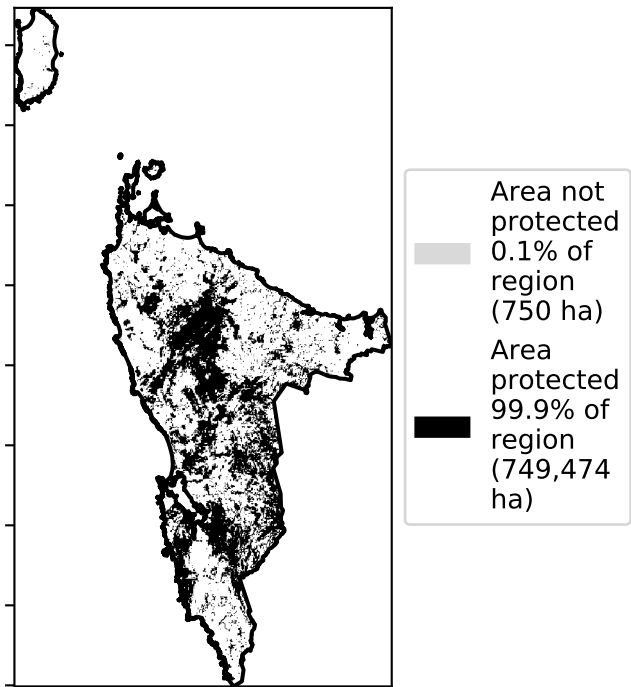 Area not
protected
0.1% of
region
(750 ha)
Area
protected
99.9% of
region
(749,474
ha)